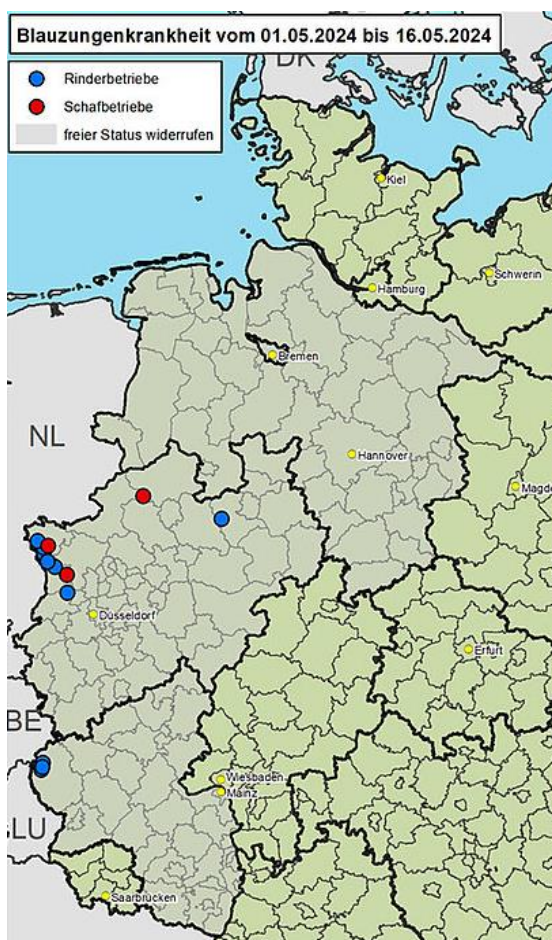 Blauzungenkrankheit vom 01.05.2024 bis 16.05.2024
DK
Rinderbetriebe
Schafbetriebe
freier Status widerrufen
Kiel
Schwerin
Hamburg
Bremen
NL
Hannover
Magde
Düsseldorf
Erfurt
BE
Wiesbaden
Mainz
LU
Saarbrücken